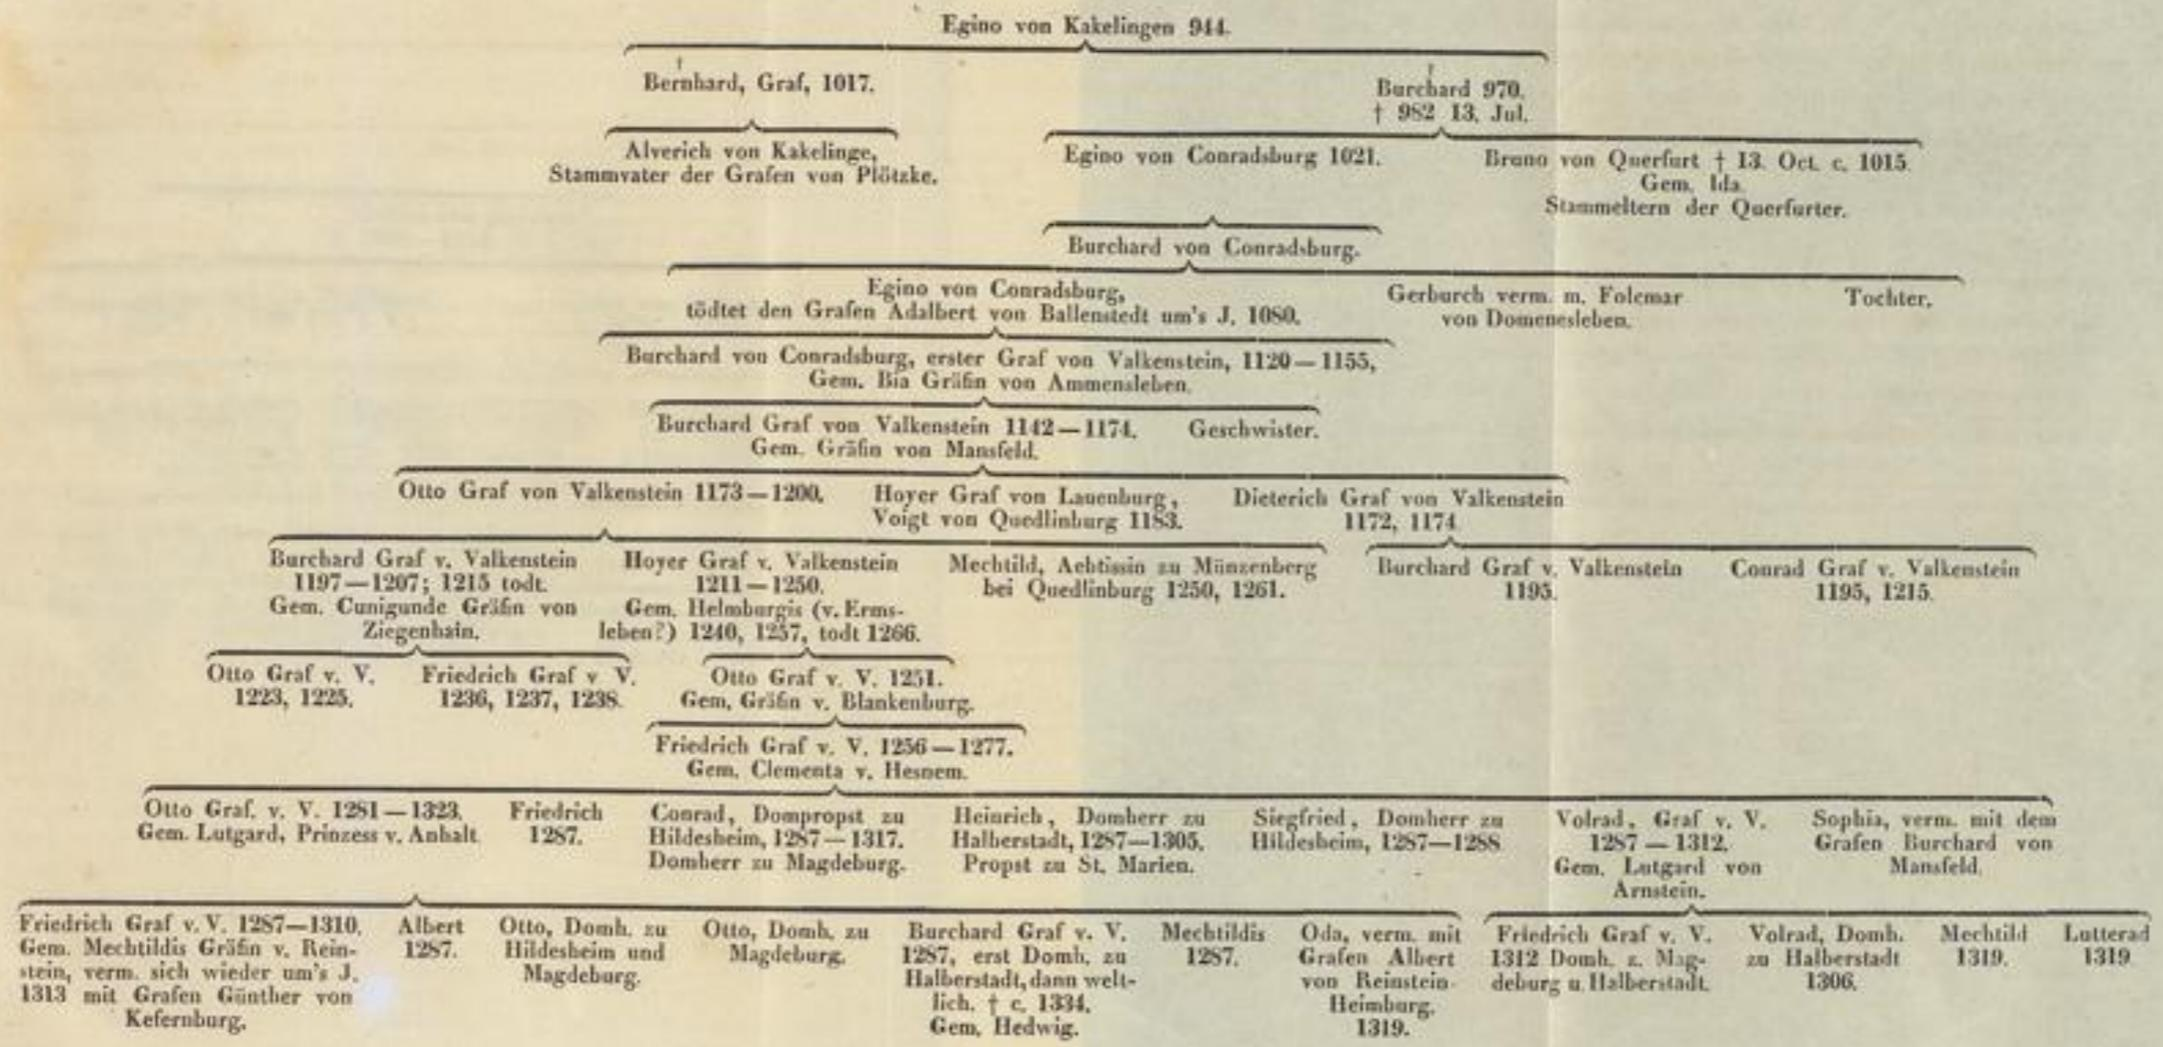 Egino von Kakelingen 944.
Bernhard, Graf, 1017.
Burchard 970.
† 982 13. Jul.
Alverich von Kakelinge,
Stammvater der Grafen von Plötzke.
Egino von Conradsburg 1021.
Bruno von Querfurt † 13. Oct. c. 1015.
Gem. Ida.
Stammeltern der Querfurter.
Burchard von Conradsburg.
Egino von Conradsburg,
tödtet den Grafen Adalbert von Ballenstedt um's J. 1080.
Gerburch verm. m. Folcmar
von Domenesleben.
Tochter.
Burchard von Conradsburg, erster Graf von Valkenstein, 1120—1155,
Gem. Bia Gräfin von Ammensleben.
Burchard Graf von Valkenstein 1142—1174.
Gem. Gräfin von Mansfeld.
Geschwister.
Otto Graf von Valkenstein 1173—1200.
Hoyer Graf von Lauenburg,
Voigt von Quedlinburg 1183.
Dieterich Graf von Valkenstein
1172, 1174.
Burchard Graf v. Valkenstein
1197—1207; 1215 todt.
Gem. Cunigunde Gräfin von
Ziegenhain.
Hoyer Graf v. Valkenstein
1211—1250.
Gem. Helmburgis (v. Erms-
leben?) 1240, 1257, todt 1266.
Mechtild, Aebtissin zu Münzenberg
bei Quedlinburg 1250, 1261.
Burchard Graf v. Valkenstein
1195.
Conrad Graf v. Valkenstein
1195, 1215.
Otto Graf v. V.
1223, 1225.
Friedrich Graf v V.
1236, 1237, 1238.
Otto Graf v. V. 1251.
Gem. Gräfin v. Blankenburg.
Friedrich Graf v. V. 1256—1277.
Gem. Clementa v. Hesnem.
Otto Graf. v. V. 1281—1323.
Gem. Lutgard, Prinzess v. Anhalt.
Friedrich
1287.
Conrad, Dompropst zu
Hildesheim, 1287—1317.
Domherr zu Magdeburg.
Heinrich, Domherr zu
Halberstadt, 1287—1305.
Propst zu St. Marien.
Siegfried, Domherr zu
Hildesheim, 1287—1288
Volrad, Graf v. V.
1287—1312.
Gem. Lutgard von
Arnstein.
Sophia, verm. mit dem
Grafen Burchard von
Mansfeld.
Friedrich Graf v. V. 1287—1310.
Gem. Mechtildis Gräfin v. Rein-
stein, verm. sich wieder um's J.
1313 mit Grafen Günther von
Kefernburg.
Albert
1287.
Otto, Domh. zu
Hildesheim und
Magdeburg.
Otto, Domh. zu
Magdeburg.
Burchard Graf v. V.
1287, erst Domh. zu
Halberstadt, dann welt-
lich. † c. 1334.
Gem. Hedwig.
Mechtildis
1287.
Oda, verm. mit
Grafen Albert
von Reinstein-
Heimburg.
1319.
Friedrich Graf v. V.
1312 Domh. z. Mag-
deburg u. Halberstadt.
Volrad, Domh.
zu Halberstadt
1306.
Mechtild
1319.
Lutterad
1319